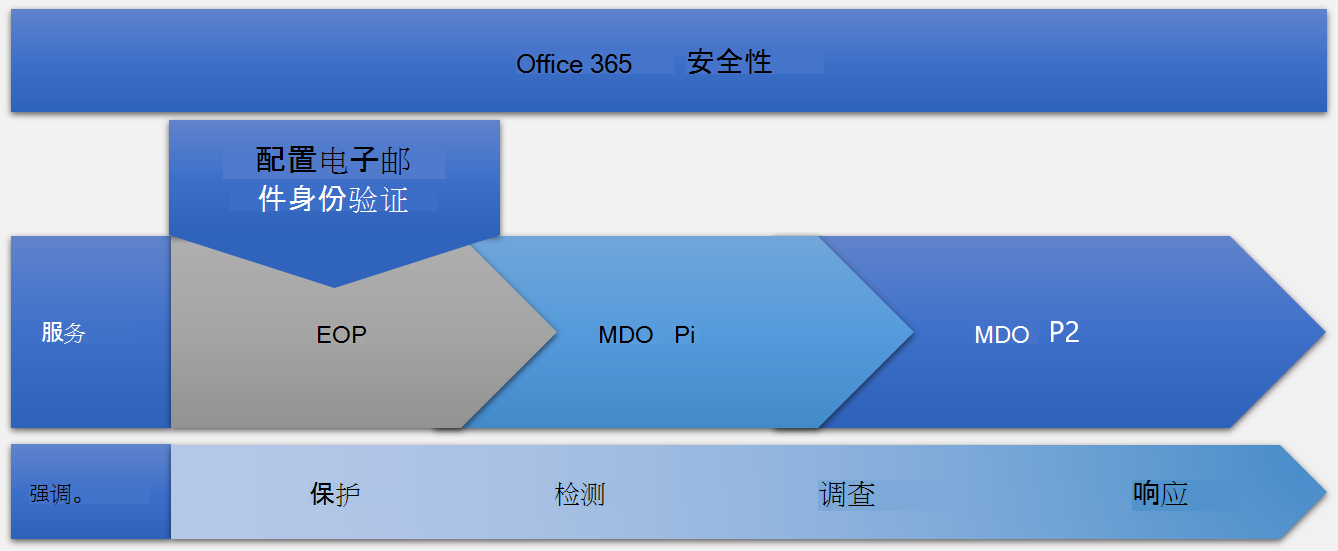 Office 365 安全性
配置电子邮
件身份验证
服务
EOP
MDO Pi
MDO P2
强调。
保护
检测
调查
响应